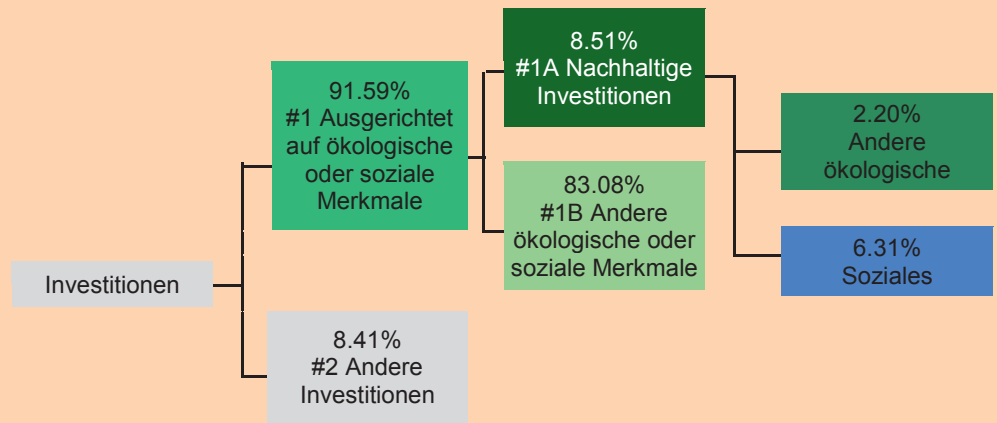 Investitionen
91.59%
#1 Ausgerichtet
auf ökologische
oder soziale
Merkmale
8.41%
#2 Andere
Investitionen
8.51%
#1A Nachhaltige
Investitionen
83.08%
#1B Andere
ökologische oder
soziale Merkmale
2.20%
Andere
ökologische
6.31%
Soziales